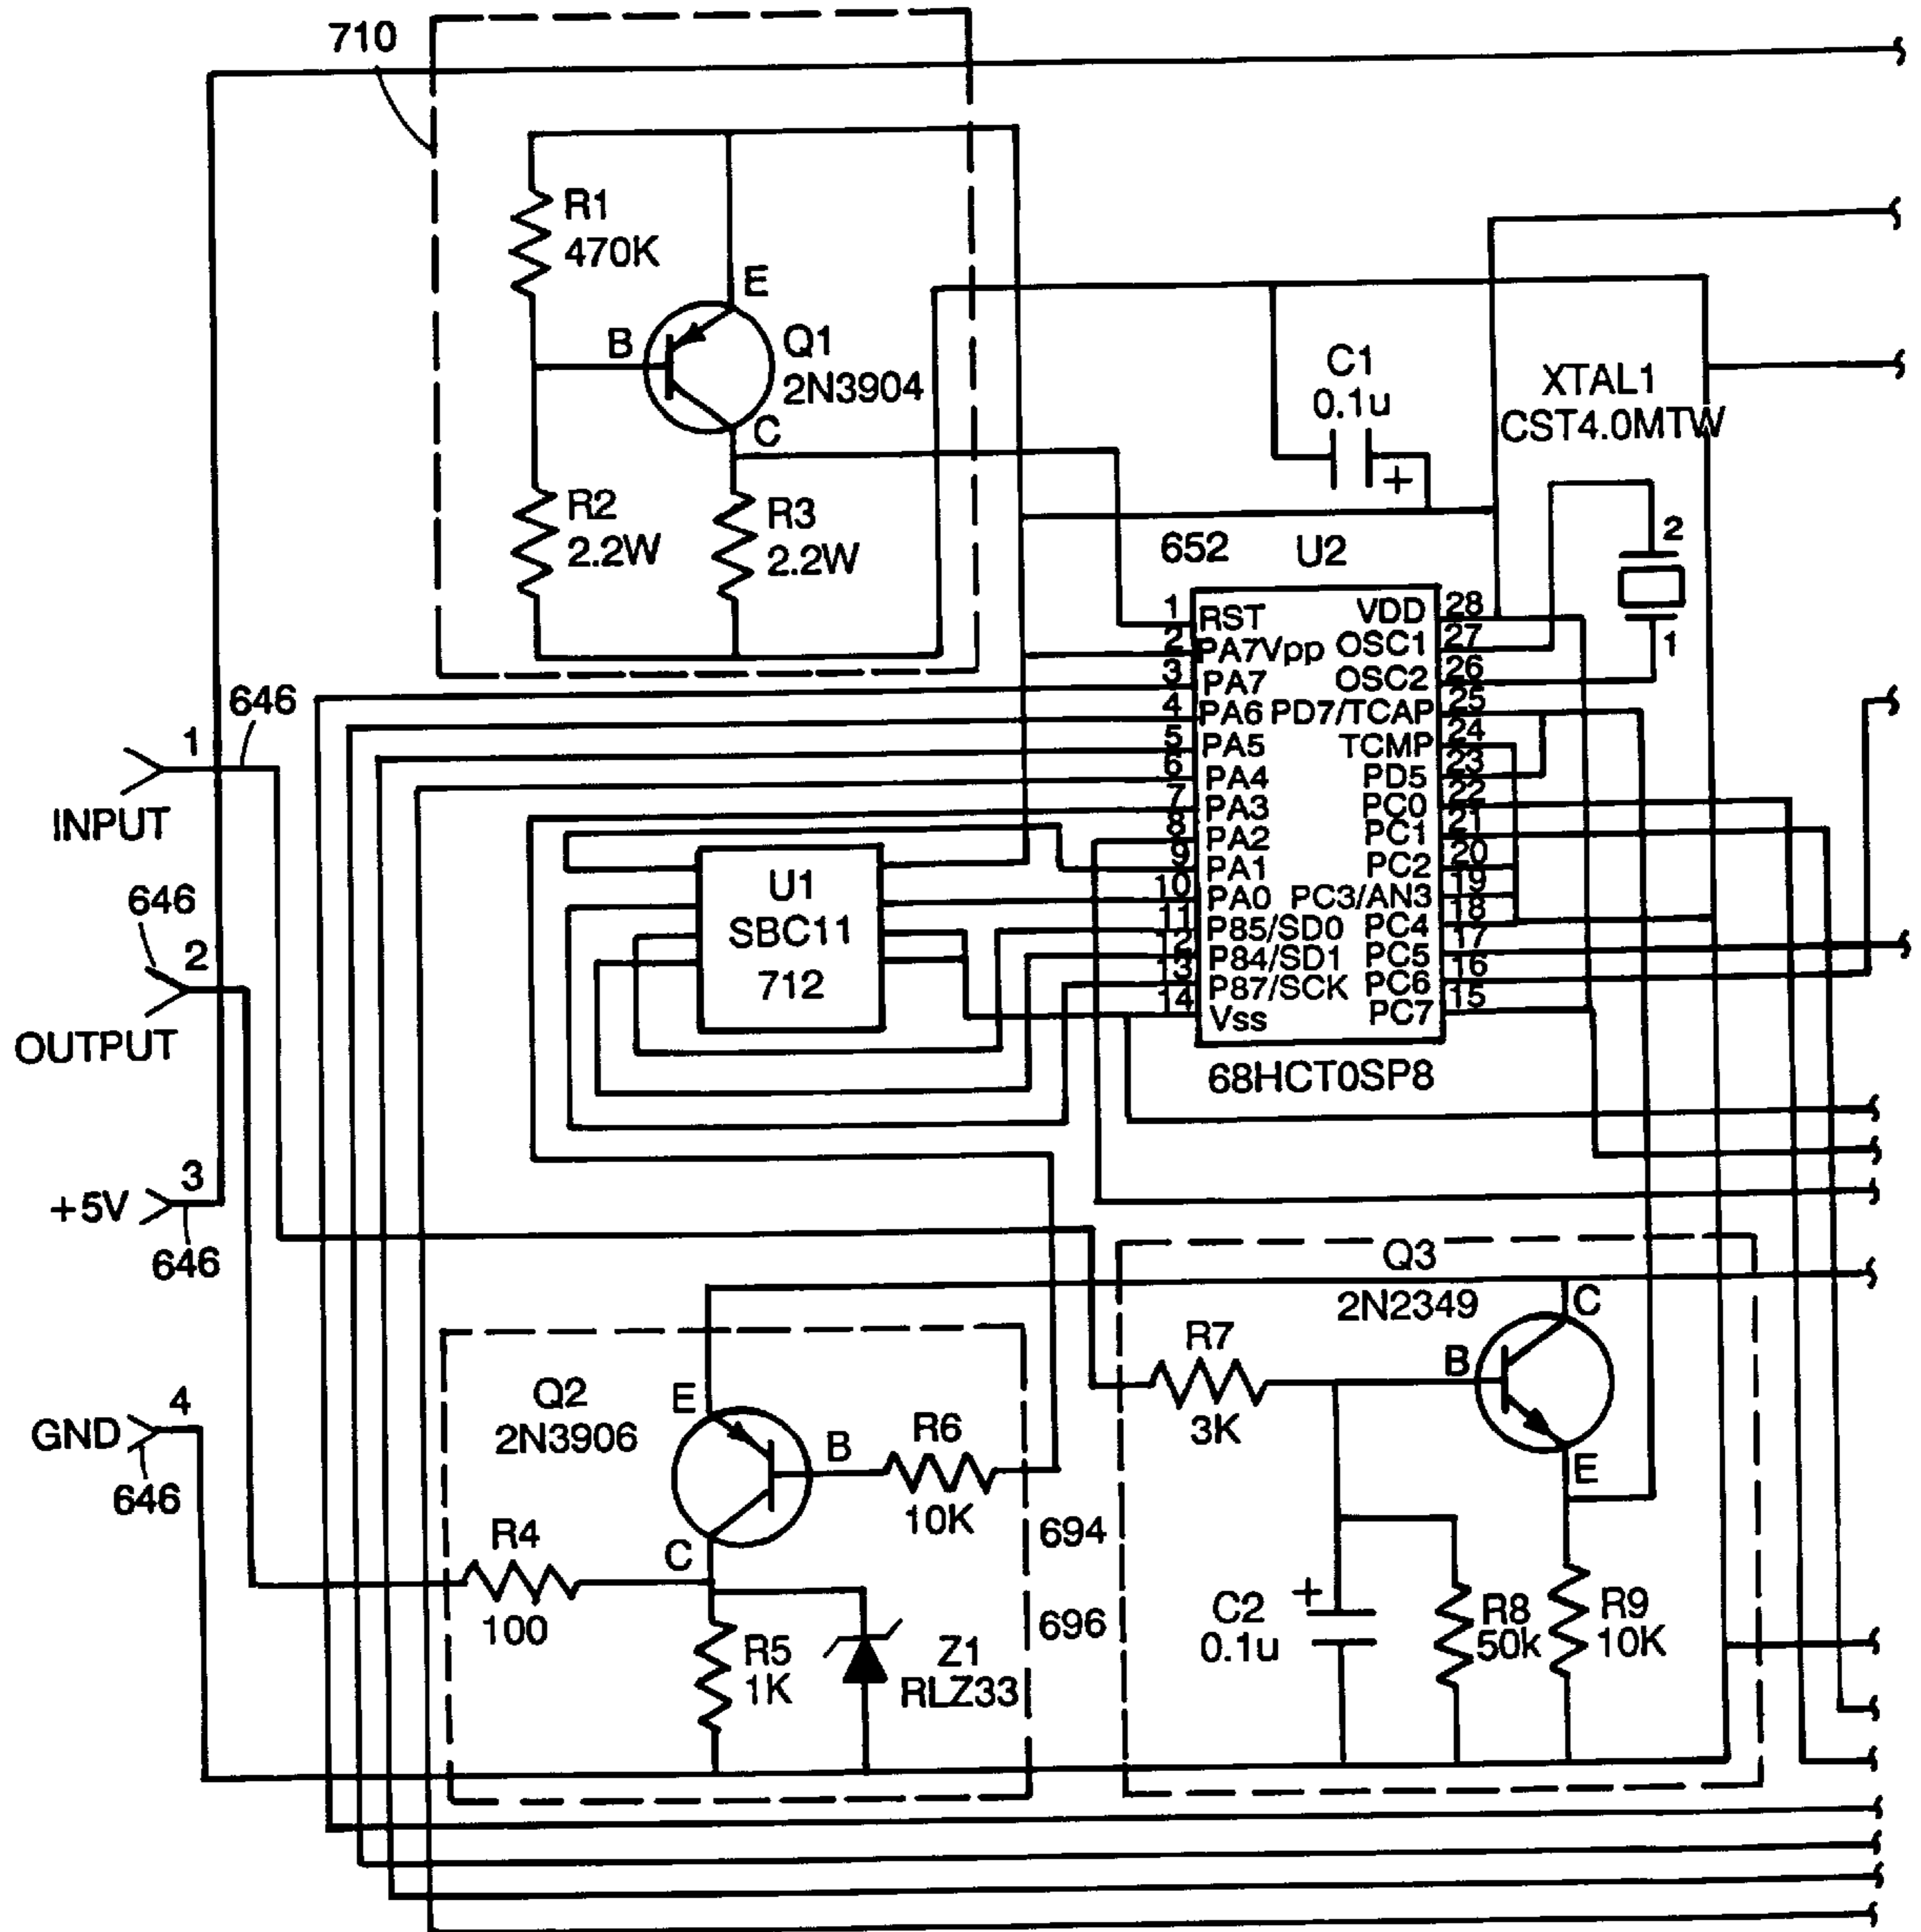 710
R1
470K
E
B
Q1
2N3904
C
R2
2.2W
R3
2.2W
C1
0.1u
+
XTAL1
CST4.0MTW
2
1
652
U2
1 RST
2 PA7Vpp
3 PA7
4 PA6
5 PA5
6 PA4
7 PA3
8 PA2
9 PA1
10 PA0
11 P85/SD0
12 P84/SD1
13 P87/SCK
14 Vss
VDD 28
OSC1 27
OSC2 26
PD7/TCAP 25
TCMP 24
PD5 23
PC0 22
PC1 21
PC2 20
PC3/AN3 19
PC4 18
PC5 17
PC6 16
PC7 15
68HCT0SP8
U1
SBC11
712
646
1
INPUT
646
2
OUTPUT
3
+5V
646
4
GND
646
Q2
2N3906
E
B
C
R6
10K
R4
100
R5
1K
Z1
RLZ33
694
696
Q3
2N2349
C
B
E
R7
3K
C2
0.1u
+
R8
50k
R9
10K